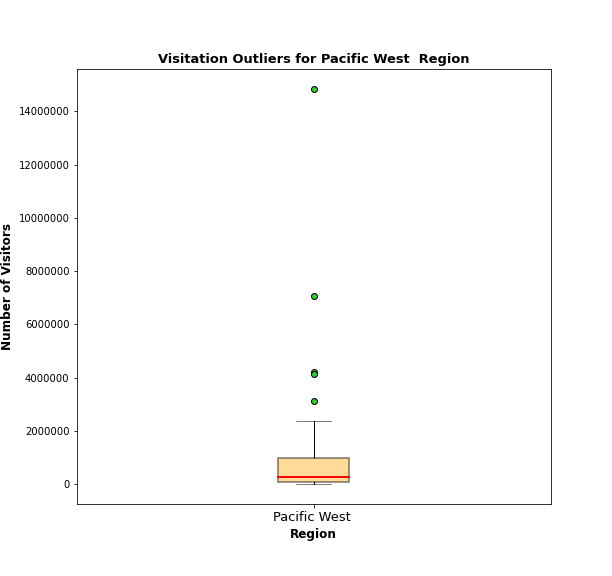 Visitation Outliers for Pacific West  Region
Number of Visitors
14000000
12000000
10000000
8000000
6000000
4000000
2000000
0
Pacific West
Region